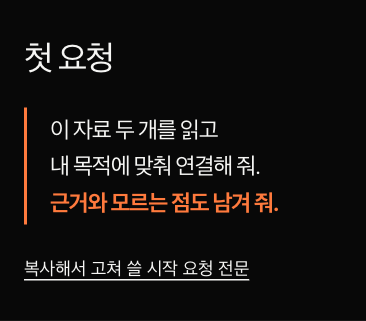 첫 요청
이 자료 두 개를 읽고
내 목적에 맞춰 연결해 줘.
근거와 모르는 점도 남겨 줘.
복사해서 고쳐 쓸 시작 요청 전문